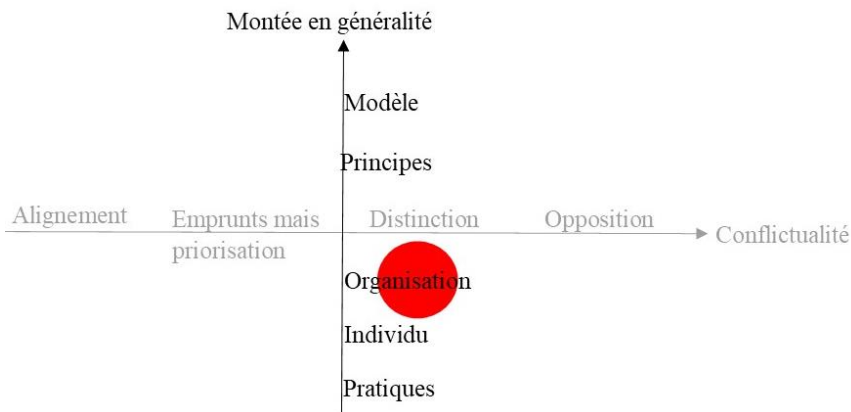 Montée en généralité
Modèle
Principes
Alignement
Emprunts mais
priorisation
Distinction
Opposition
Conflictualité
Organisation
Individu
Pratiques